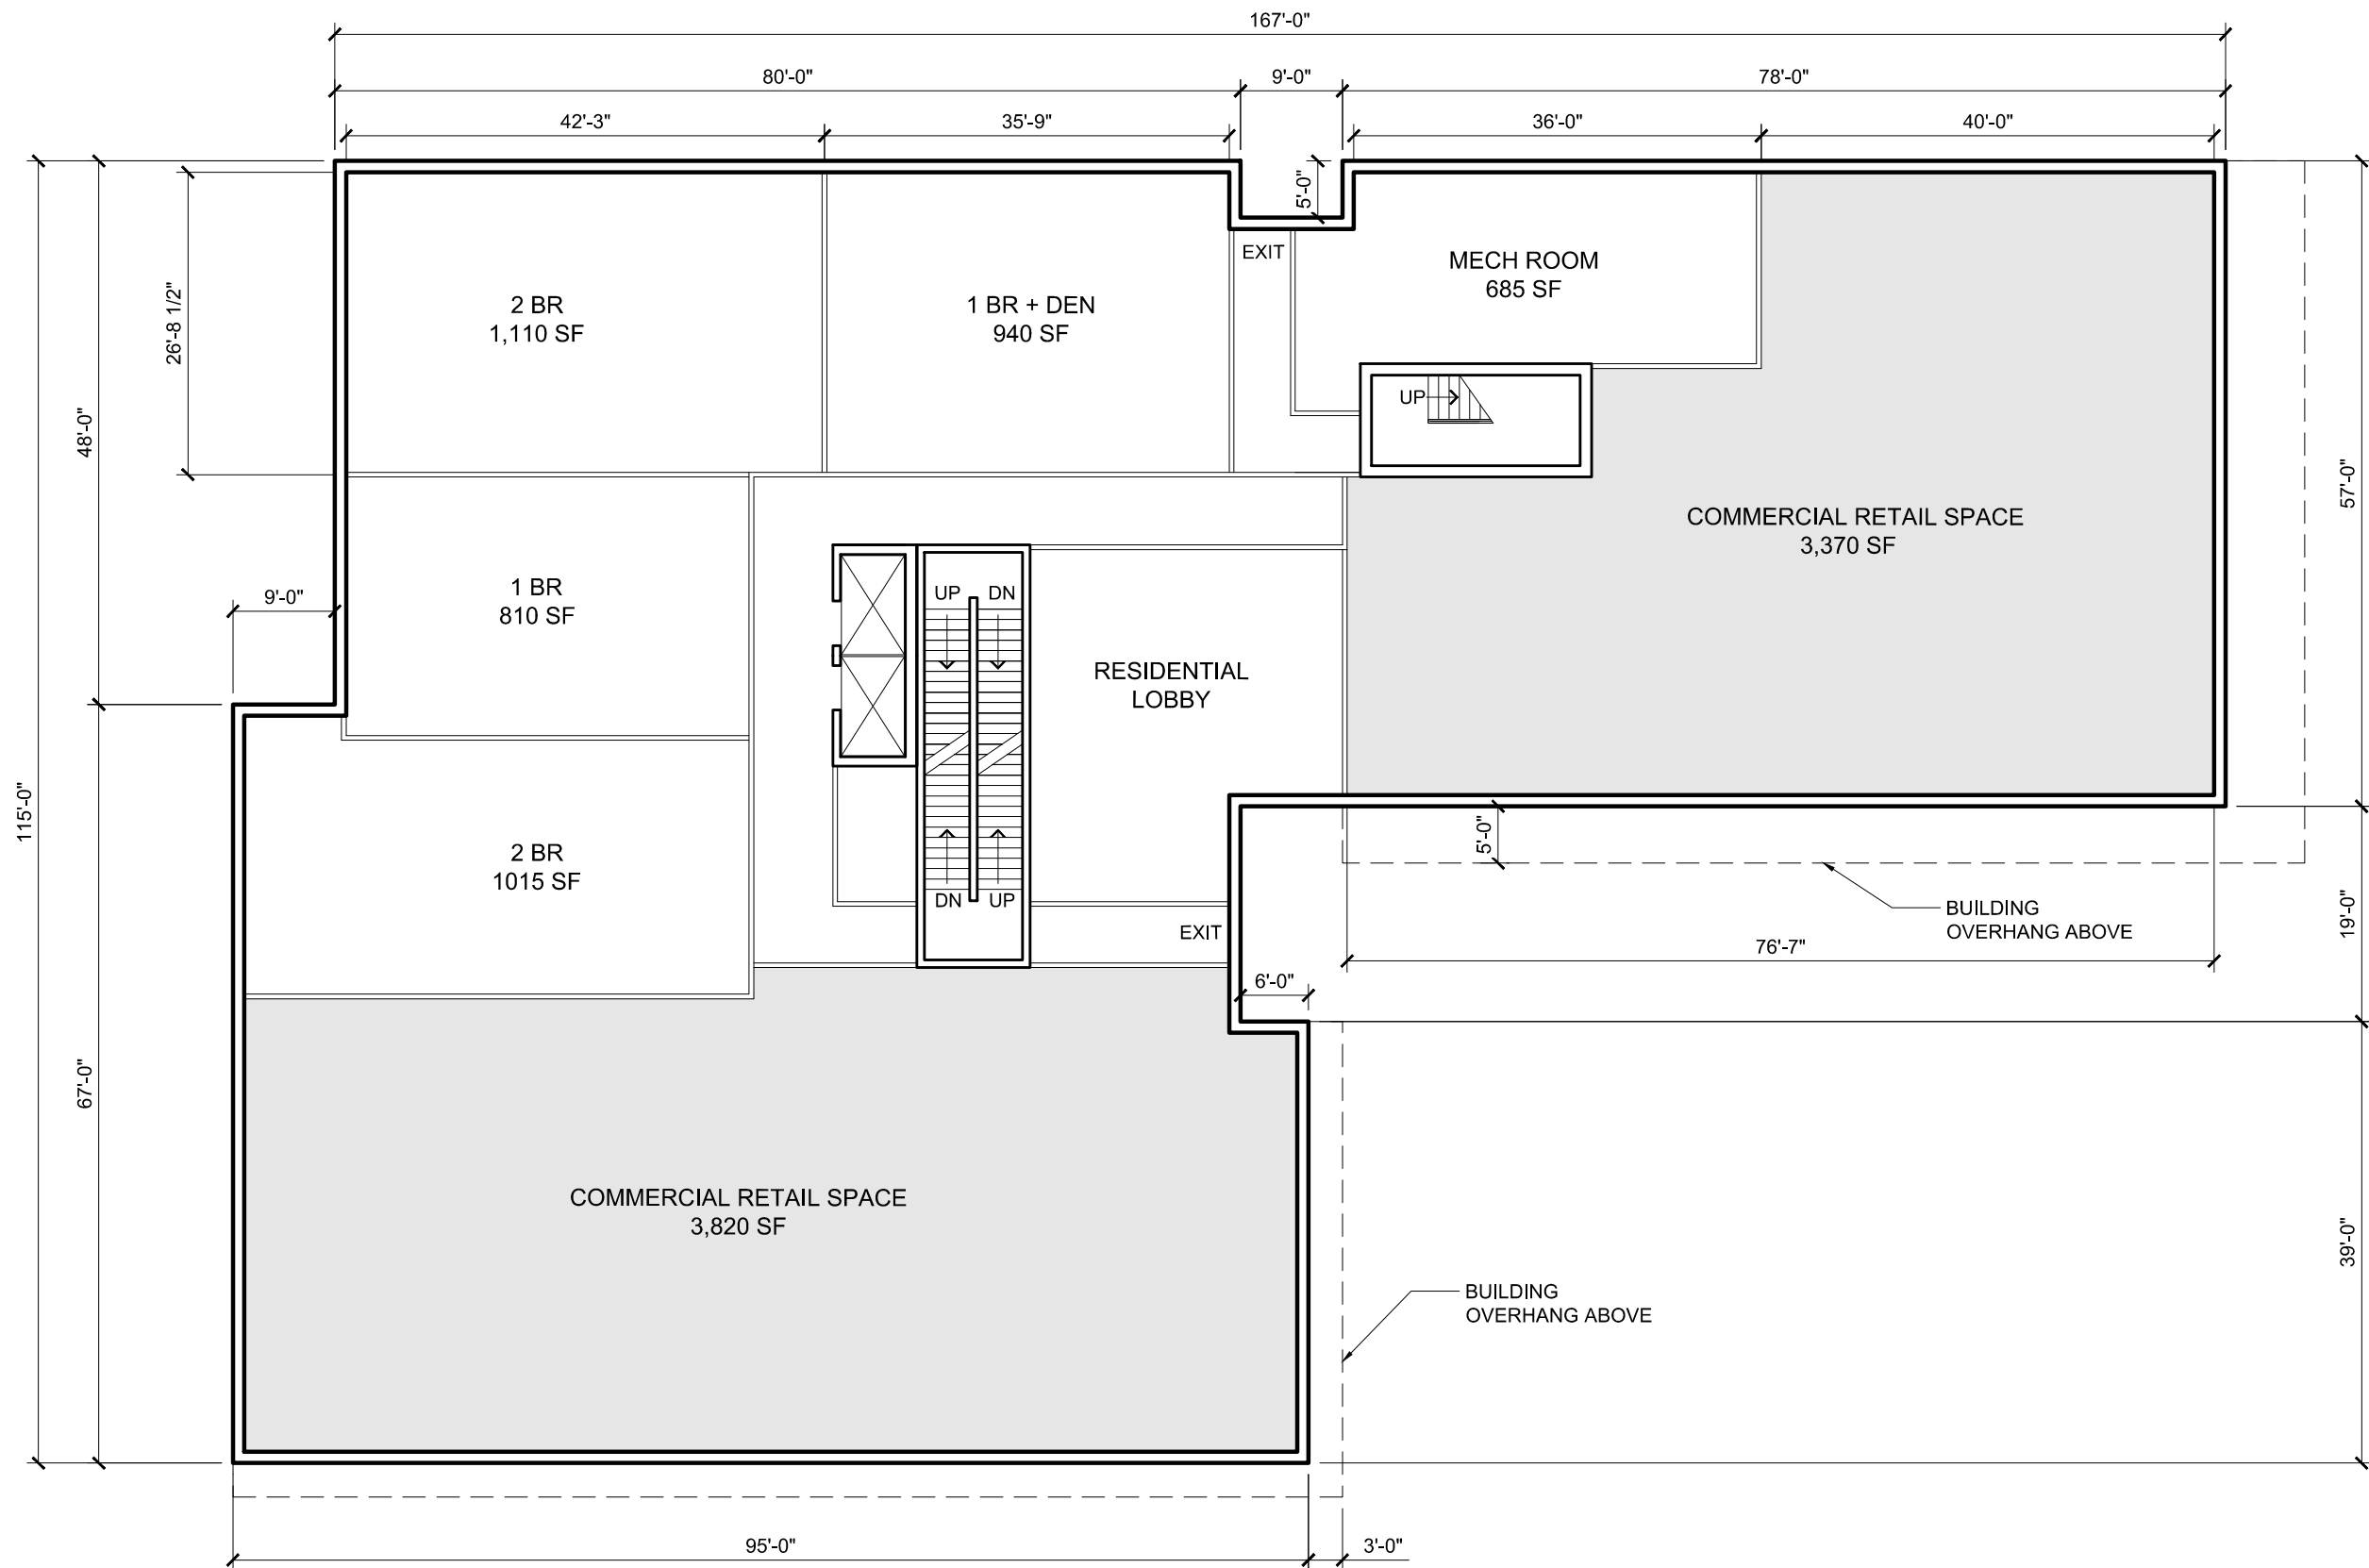 167'-0"
80'-0"
9'-0"
78'-0"
42'-3"
35'-9"
36'-0"
40'-0"
5'-0"
26'-8 1/2"
48'-0"
115'-0"
67'-0"
9'-0"
2 BR
1,110 SF
1 BR + DEN
940 SF
EXIT
MECH ROOM
685 SF
UP
COMMERCIAL RETAIL SPACE
3,370 SF
57'-0"
1 BR
810 SF
UP
DN
RESIDENTIAL
LOBBY
2 BR
1015 SF
DN
UP
EXIT
5'-0"
BUILDING
OVERHANG ABOVE
19'-0"
76'-7"
6'-0"
COMMERCIAL RETAIL SPACE
3,820 SF
39'-0"
BUILDING
OVERHANG ABOVE
95'-0"
3'-0"